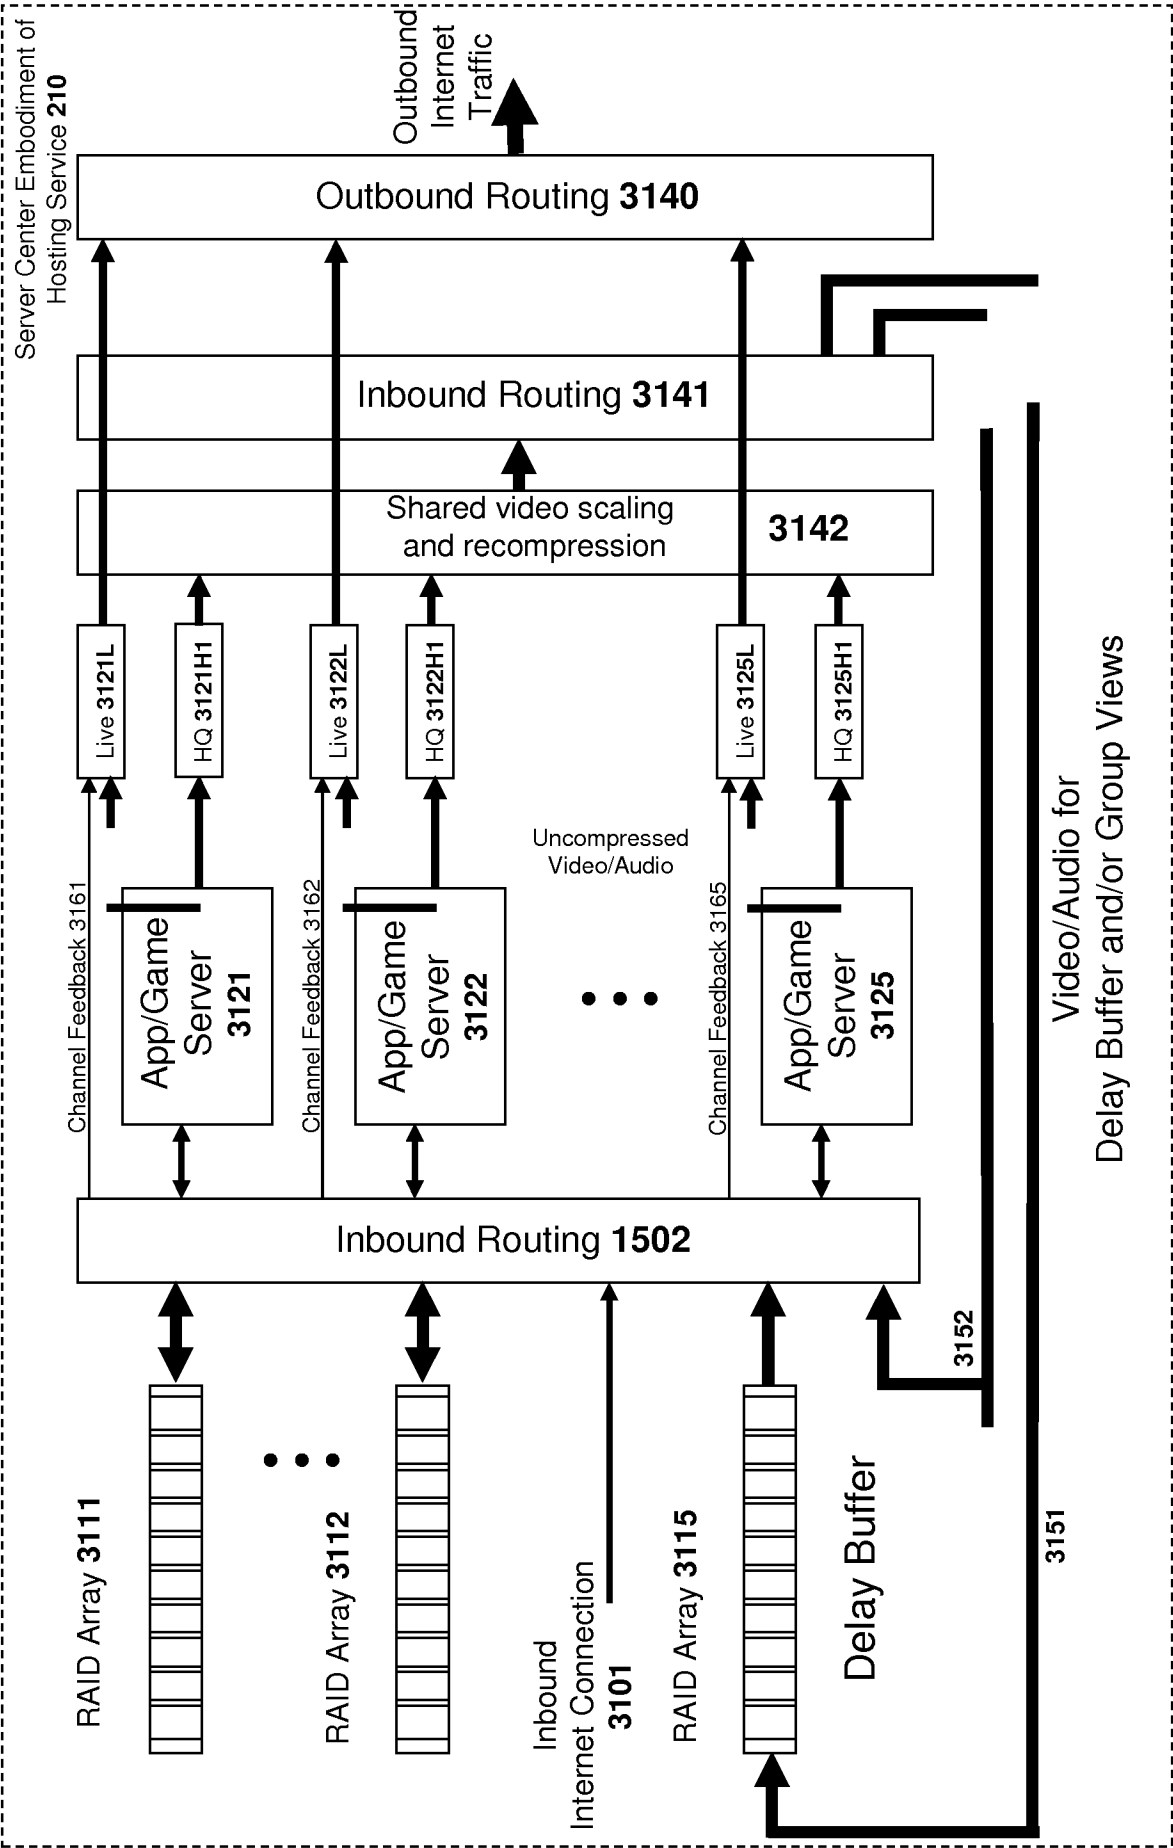 Server Center Embodiment of
Hosting Service 210
Outbound
Internet
Traffic
Outbound Routing 3140
Inbound Routing 3141
Shared video scaling
and recompression
3142
Live 3121L
HQ 3121H1
Live 3122L
HQ 3122H1
Live 3125L
HQ 3125H1
Uncompressed
Video/Audio
Channel Feedback 3161
App/Game
Server
3121
Channel Feedback 3162
App/Game
Server
3122
Channel Feedback 3165
App/Game
Server
3125
Inbound Routing 1502
RAID Array 3111
RAID Array 3112
Inbound
Internet Connection
3101
RAID Array 3115
Delay Buffer
3152
3151
Video/Audio for
Delay Buffer and/or Group Views